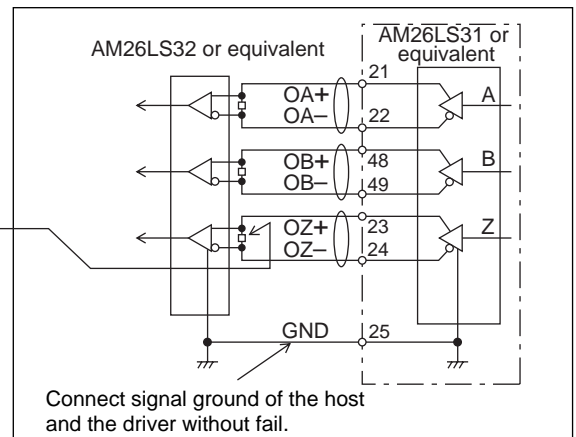 AM26LS32 or equivalent
AM26LS31 or
equivalent
21
OA+
OA−
22
A
OB+
48
OB−
49
B
OZ+
23
OZ−
24
Z
GND
25
Connect signal ground of the host
and the driver without fail.